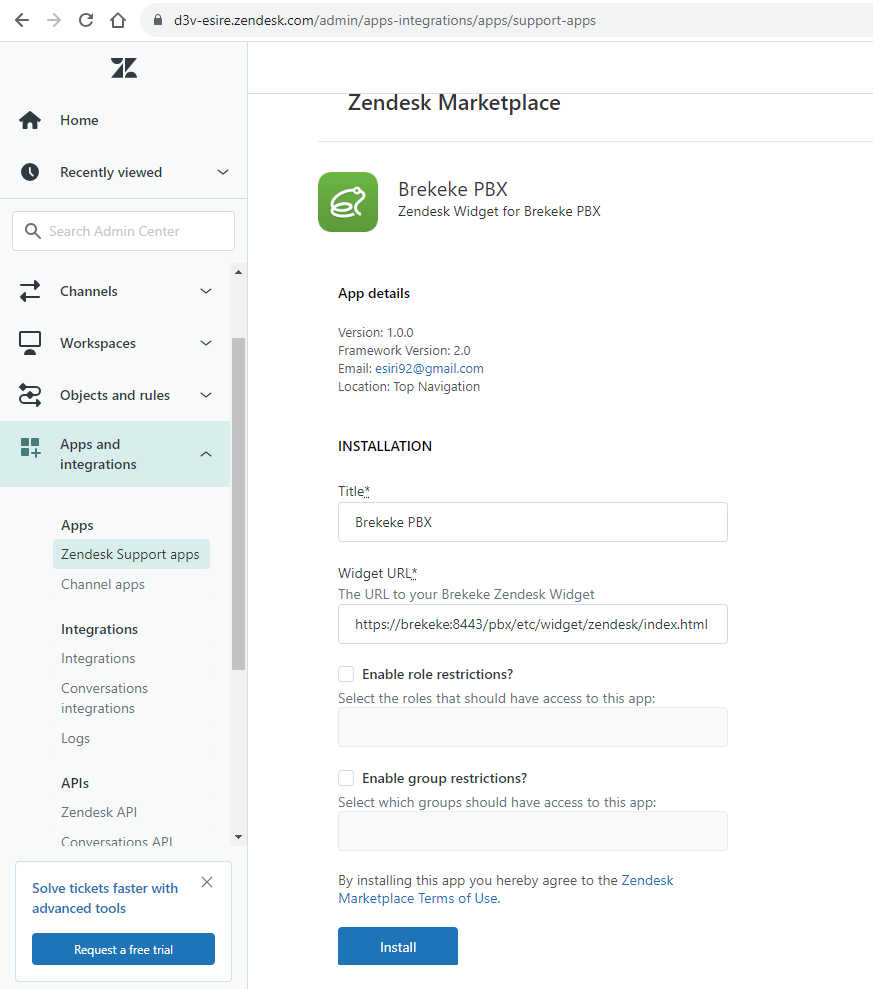 d3v-esire.zendesk.com/admin/apps-integrations/apps/support-apps
Home
Recently viewed
Search Admin Center
Channels
Workspaces
Objects and rules
Apps and
integrations
Apps
Zendesk Support apps
Channel apps
Integrations
Integrations
Conversations
integrations
Logs
APIs
Zendesk API
Conversations API
Solve tickets faster with
advanced tools
Request a free trial
Zendesk Marketplace
Brekeke PBX
Zendesk Widget for Brekeke PBX
App details
Version: 1.0.0
Framework Version: 2.0
Email: esiri92@gmail.com
Location: Top Navigation
INSTALLATION
Title*
Brekeke PBX
Widget URL*
The URL to your Brekeke Zendesk Widget
https://brekeke:8443/pbx/etc/widget/zendesk/index.html
Enable role restrictions?
Select the roles that should have access to this app:
Enable group restrictions?
Select which groups should have access to this app:
By installing this app you hereby agree to the Zendesk
Marketplace Terms of Use.
Install